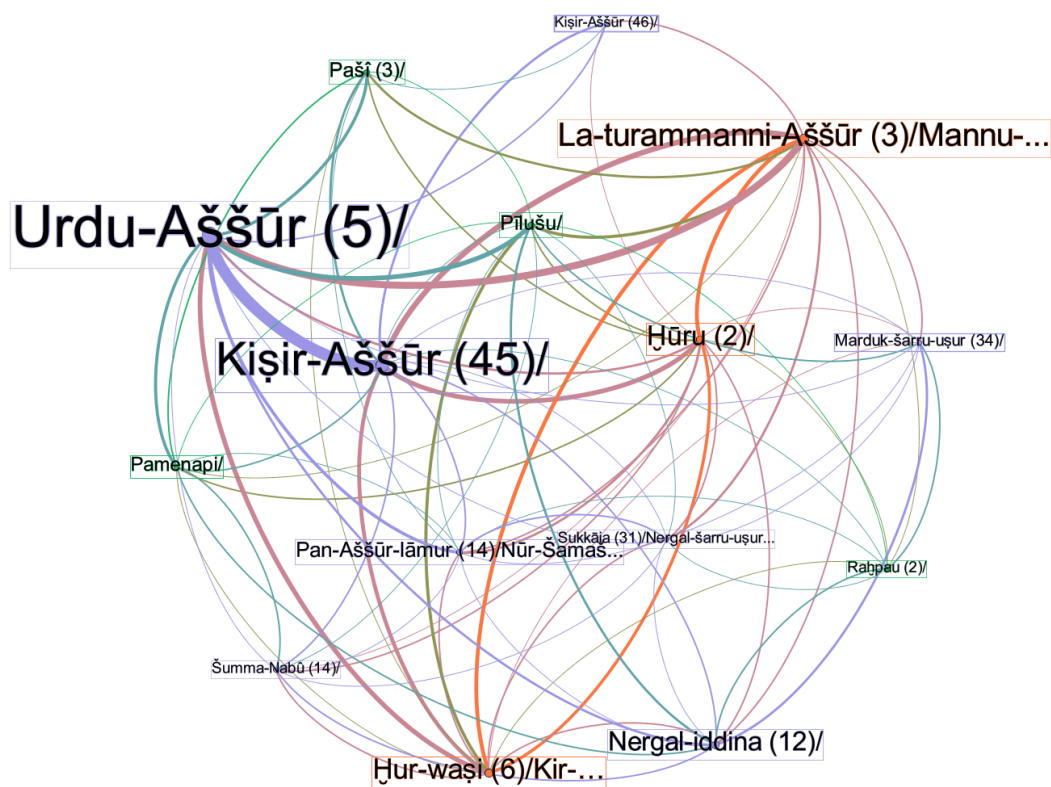 Kiṣir-Aššūr (46)/
Pašî (3)/
La-turammanni-Aššūr (3)/Mannu-...
Urdu-Aššūr (5)/
Pīlušu/
Ḫūru (2)/
Marduk-šarru-uṣur (34)/
Kiṣir-Aššūr (45)/
Pamenapi/
Sukkāia (31)/Nergal-šarru-uṣur...
Pan-Aššūr-lāmur (14)/Nūr-Šamaš...
Raḫpau (2)/
Šumma-Nabû (14)/
Nergal-iddina (12)/
Ḫur-waṣi (6)/Kir-...